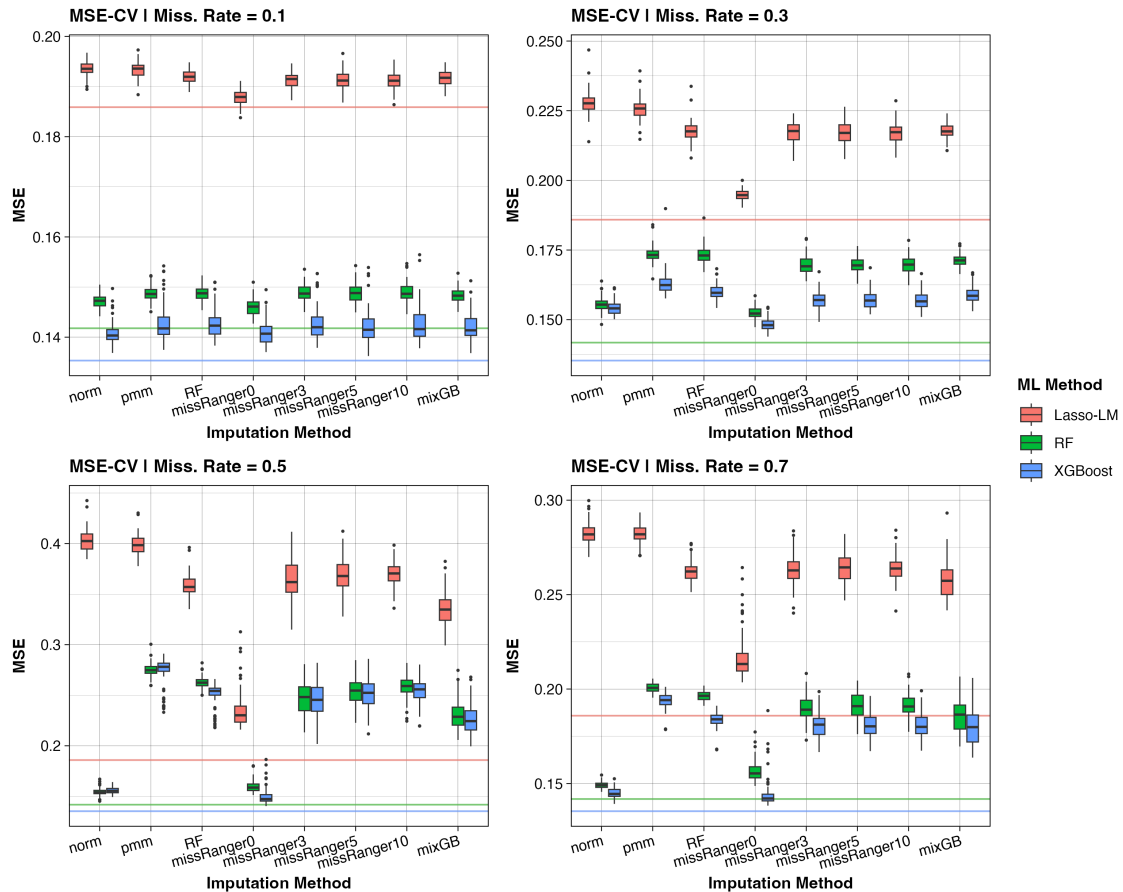 MSE-CV | Miss. Rate = 0.1
MSE
0.20
0.18
0.16
0.14
norm pmm RF missRanger0 missRanger3 missRanger5 missRanger10 mixGB
Imputation Method
MSE-CV | Miss. Rate = 0.3
MSE
0.250
0.225
0.200
0.175
0.150
norm pmm RF missRanger0 missRanger3 missRanger5 missRanger10 mixGB
Imputation Method
ML Method
Lasso-LM
RF
XGBoost
MSE-CV | Miss. Rate = 0.5
MSE
0.4
0.3
0.2
norm pmm RF missRanger0 missRanger3 missRanger5 missRanger10 mixGB
Imputation Method
MSE-CV | Miss. Rate = 0.7
MSE
0.30
0.25
0.20
0.15
norm pmm RF missRanger0 missRanger3 missRanger5 missRanger10 mixGB
Imputation Method